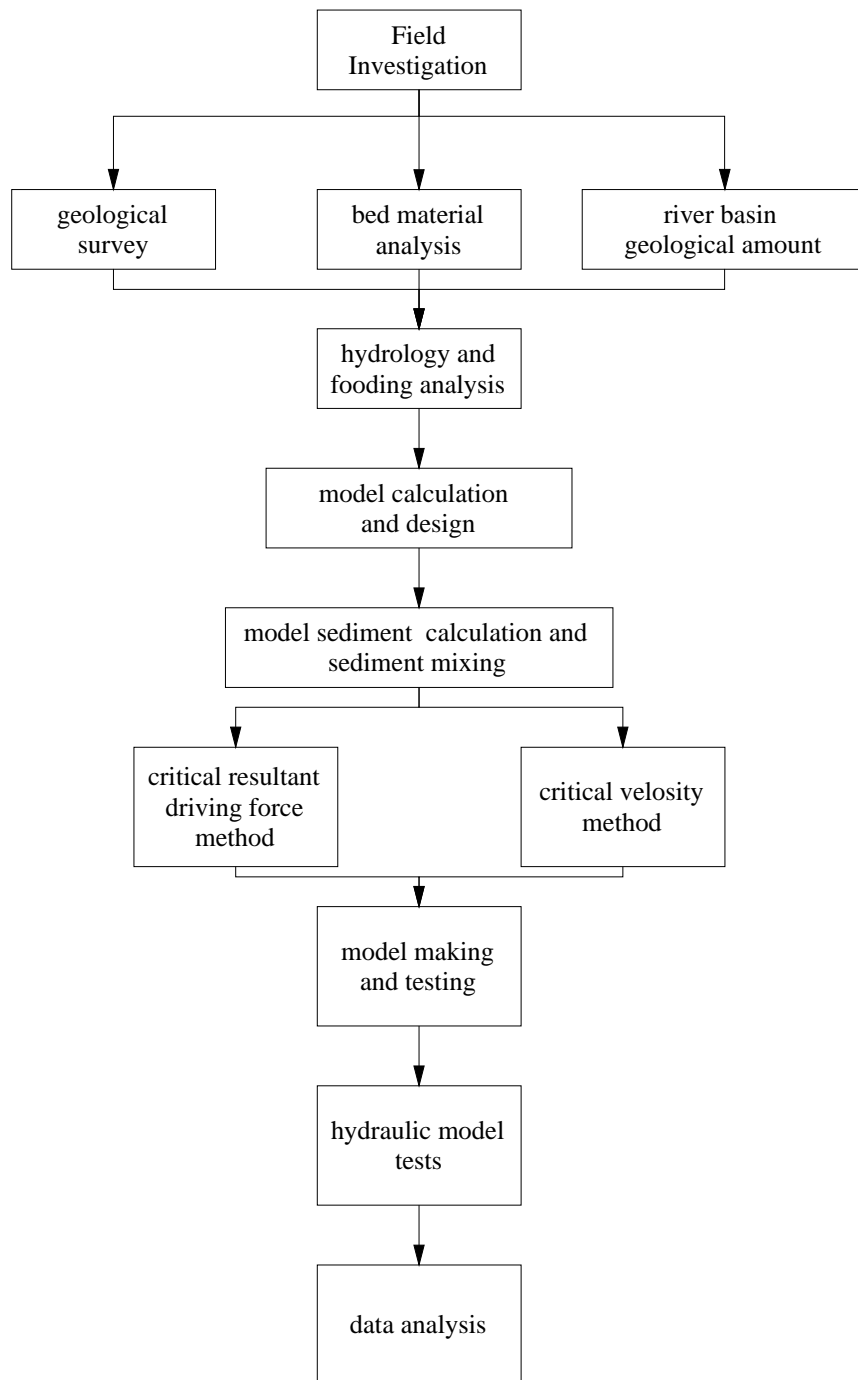 Field
Investigation
geological
survey
bed material
analysis
river basin
geological amount
hydrology and
fooding analysis
model calculation
and design
model sediment calculation and
sediment mixing
critical resultant
driving force
method
critical velosity
method
model making
and testing
hydraulic model
tests
data analysis